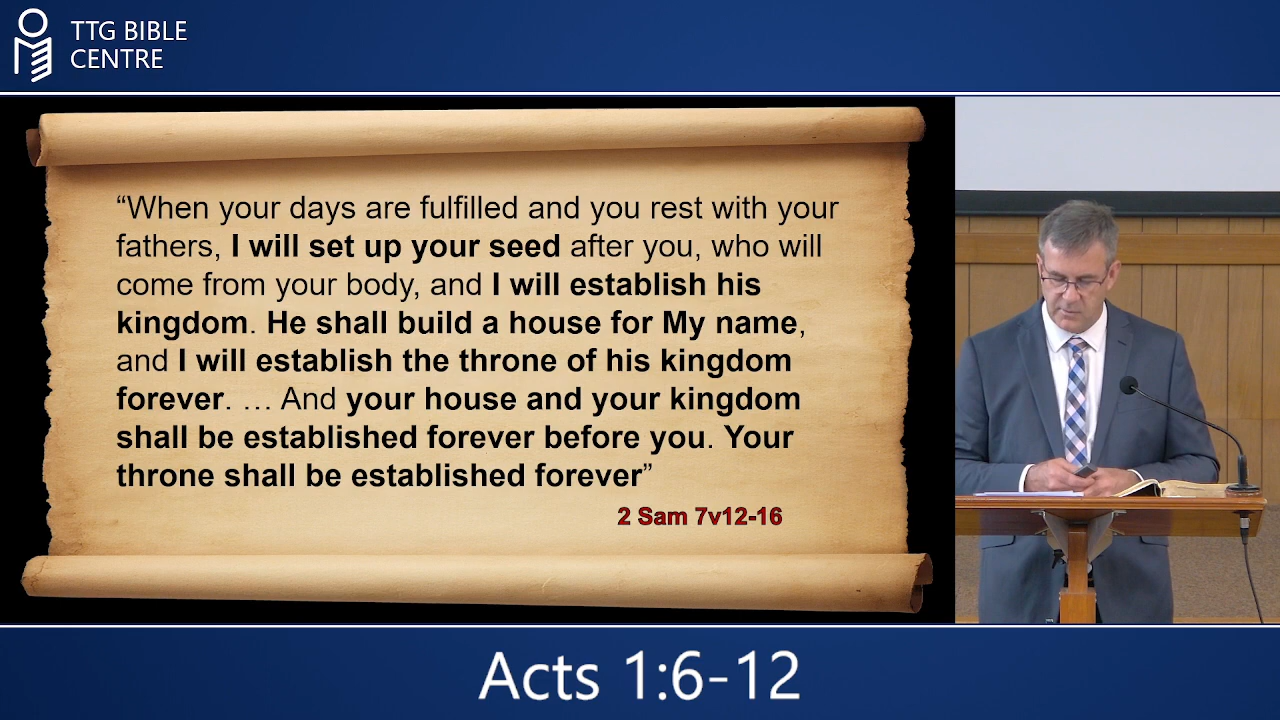 TTG BIBLE
CENTRE
“When your days are fulfilled and you rest with your
fathers, I will set up your seed after you, who will
come from your body, and I will establish his
kingdom. He shall build a house for My name,
and I will establish the throne of his kingdom
forever. … And your house and your kingdom
shall be established forever before you. Your
throne shall be established forever”
2 Sam 7v12-16
Acts 1:6-12